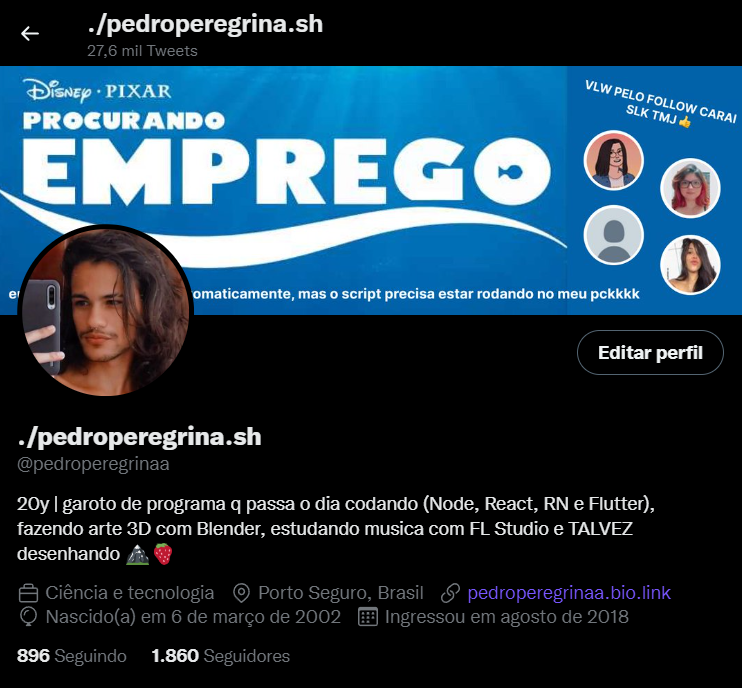 ./pedroperegrina.sh
27,6 mil Tweets
Disney · PIXAR
PROCURANDO
EMPREGO
VLW PELO FOLLOW CARAI
SLK TMJ👍
omaticamente, mas o script precisa estar rodando no meu pckkkk
Editar perfil
./pedroperegrina.sh
@pedroperegrinaa
20y | garoto de programa q passa o dia codando (Node, React, RN e Flutter),
fazendo arte 3D com Blender, estudando musica com FL Studio e TALVEZ
desenhando ⛰️🍓
Ciência e tecnologia Porto Seguro, Brasil pedroperegrinaa.bio.link
Nascido(a) em 6 de março de 2002 Ingressou em agosto de 2018
896 Seguindo 1.860 Seguidores